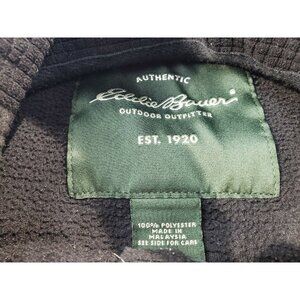 AUTHENTIC
Eddie Bauer
OUTDOOR OUTFITTER
EST. 1920
100% POLYESTER
MADE IN
MALAYSIA
SEE SIDE FOR CARE